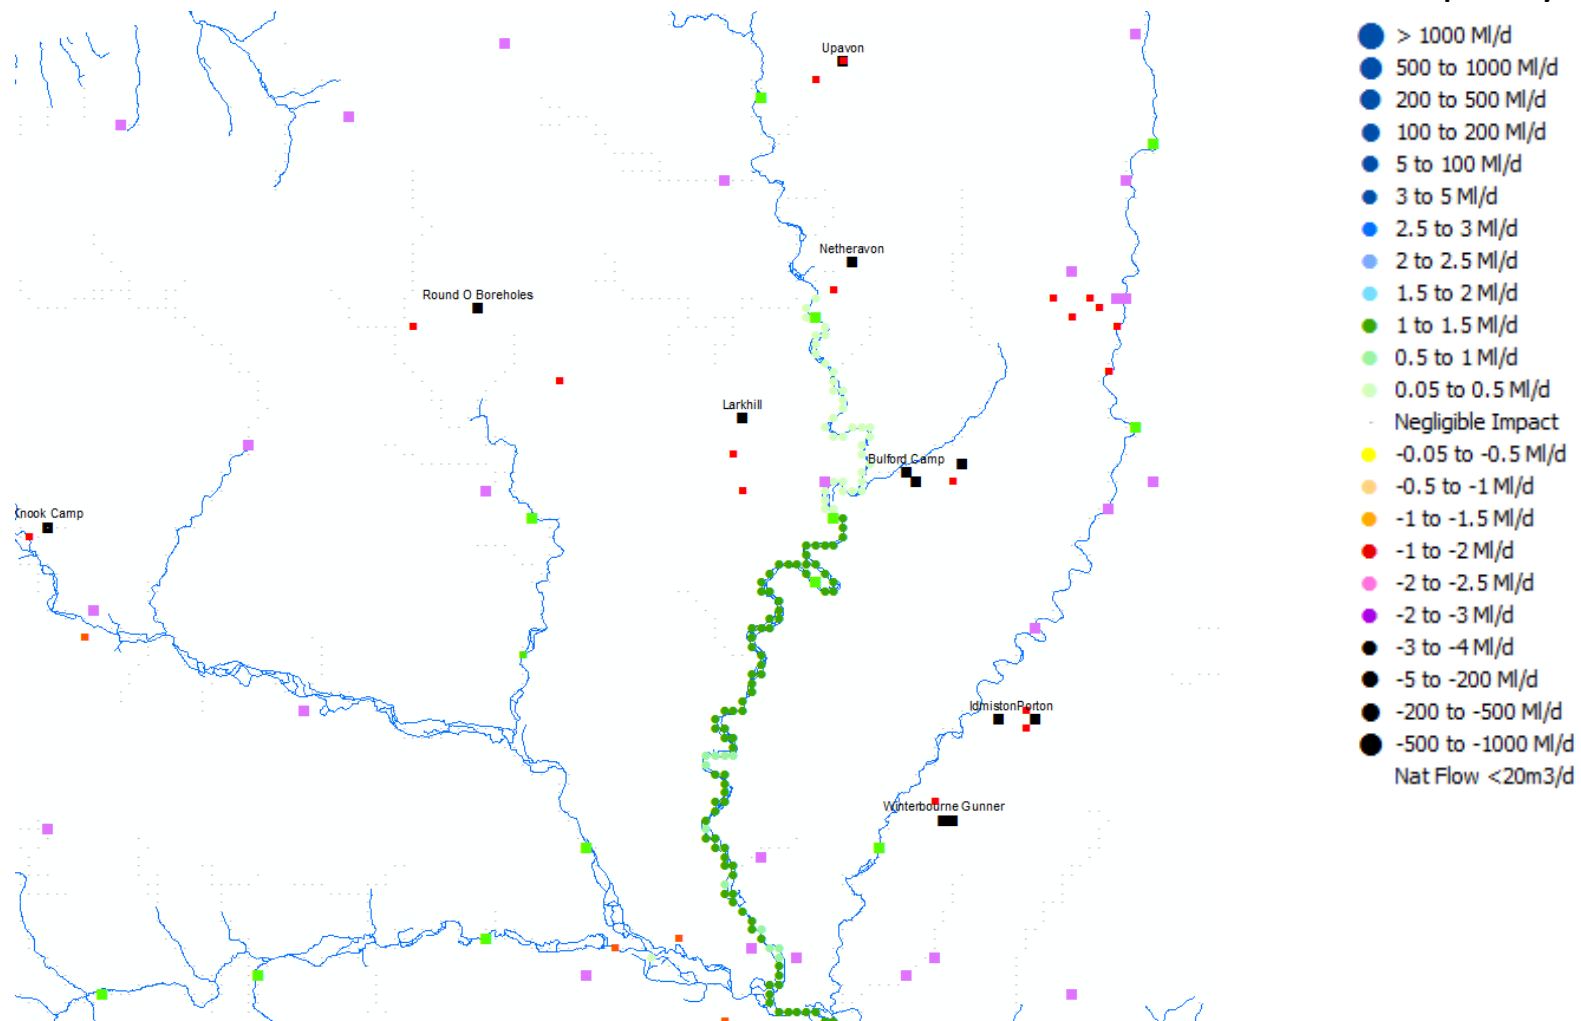 > 1000 Ml/d
500 to 1000 Ml/d
200 to 500 Ml/d
100 to 200 Ml/d
5 to 100 Ml/d
3 to 5 Ml/d
2.5 to 3 Ml/d
2 to 2.5 Ml/d
1.5 to 2 Ml/d
1 to 1.5 Ml/d
0.5 to 1 Ml/d
0.05 to 0.5 Ml/d
Negligible Impact
-0.05 to -0.5 Ml/d
-0.5 to -1 Ml/d
-1 to -1.5 Ml/d
-1 to -2 Ml/d
-2 to -2.5 Ml/d
-2 to -3 Ml/d
-3 to -4 Ml/d
-5 to -200 Ml/d
-200 to -500 Ml/d
-500 to -1000 Ml/d
Nat Flow <20m3/d
Upavon
Netheravon
Round O Boreholes
Larkhill
Bulford Camp
Knook Camp
Idmiston Porton
Winterbourne Gunner